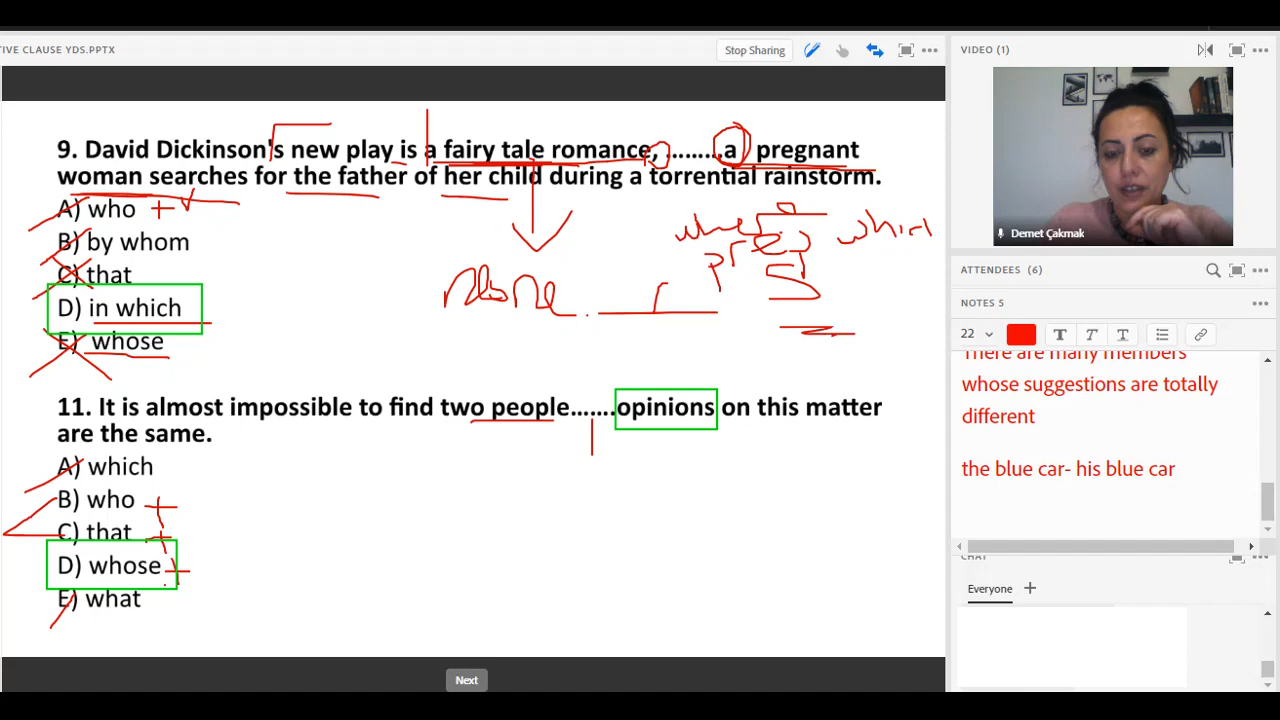 TIVE CLAUSE YDS.PPTX
Stop Sharing
VIDEO (1)
9. David Dickinson's new play is a fairy tale romance, ........a pregnant
woman searches for the father of her child during a torrential rainstorm.
A) who
B) by whom
C) that
D) in which
E) whose
11. It is almost impossible to find two people.......opinions on this matter
are the same.
A) which
B) who
C) that
D) whose
E) what
Next
Demet Çakmak
ATTENDEES (6)
NOTES 5
22
There are many members
whose suggestions are totally
different
the blue car- his blue car
CHAT
Everyone